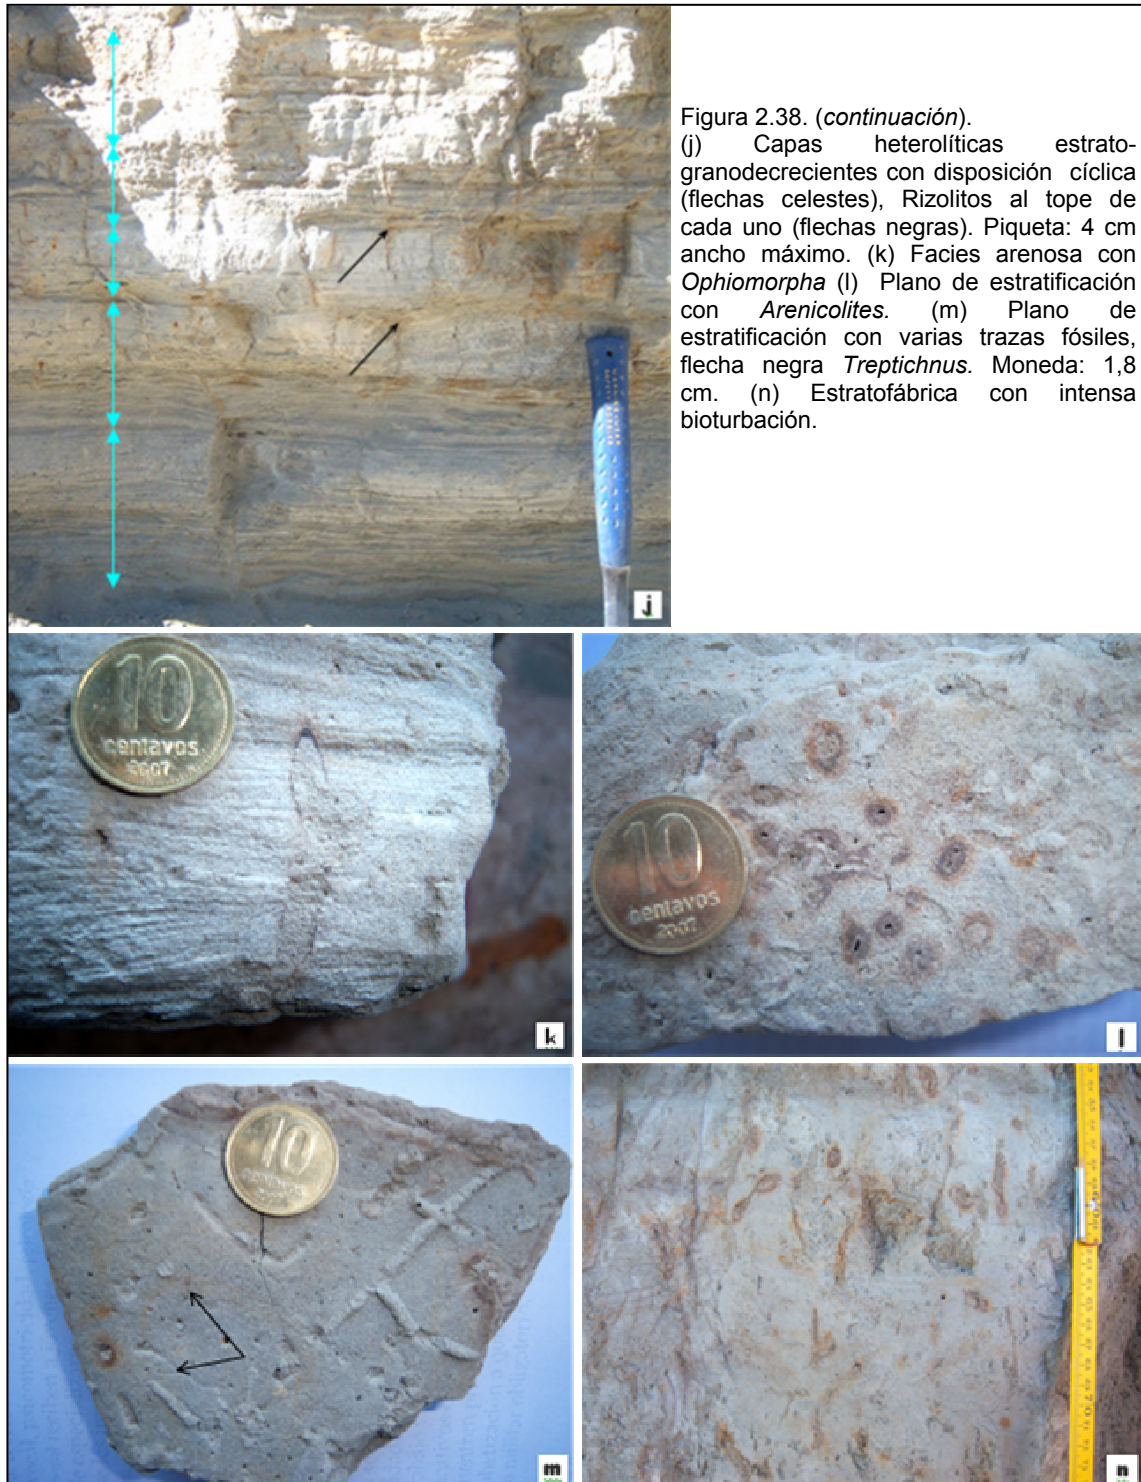 Figura 2.38. (continuación).
(j) Capas heterolíticas estrato-
granodecrecientes con disposición cíclica
(flechas celestes), Rizolitos al tope de
cada uno (flechas negras). Piqueta: 4 cm
ancho máximo. (k) Facies arenosa con
Ophiomorpha (l) Plano de estratificación
con Arenicolites. (m) Plano de
estratificación con varias trazas fósiles,
flecha negra Treptichnus. Moneda: 1,8
cm. (n) Estratofábrica con intensa
bioturbación.
j
10
centavos
2007
k
10
centavos
2007
l
10
centavos
m
n